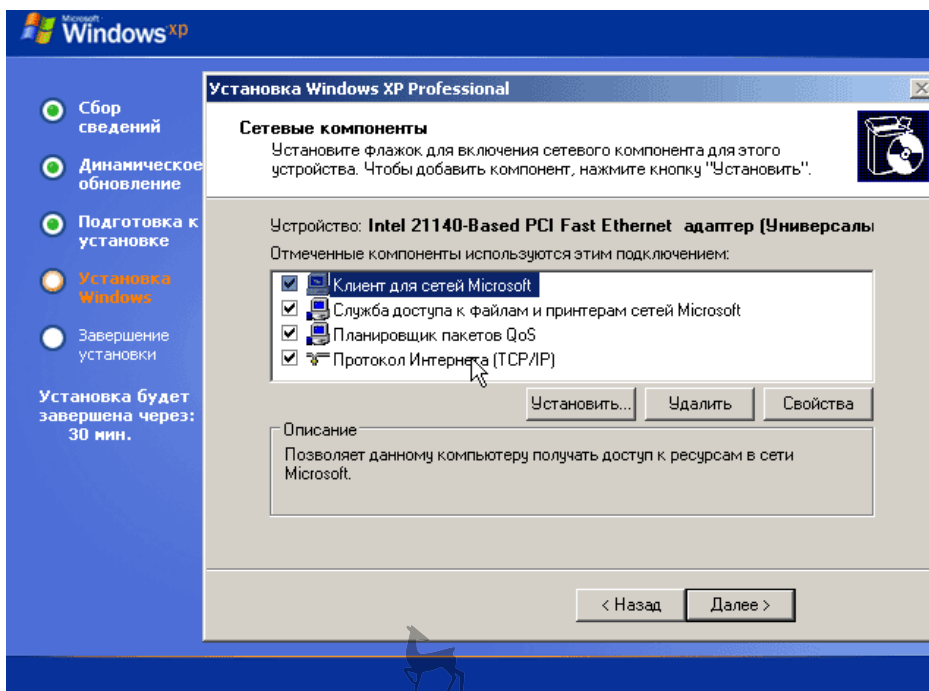 Microsoft
Windows xp
Установка Windows XP Professional
Сбор
сведений
Динамическое
обновление
Подготовка к
установке
Установка
Windows
Завершение
установки
Установка будет
завершена через:
30 мин.
Сетевые компоненты
Установите флажок для включения сетевого компонента для этого
устройства. Чтобы добавить компонент, нажмите кнопку "Установить".
Устройство: Intel 21140-Based PCI Fast Ethernet адаптер (Универсалы
Отмеченные компоненты используются этим подключением:
Клиент для сетей Microsoft
Служба доступа к файлам и принтерам сетей Microsoft
Планировщик пакетов QoS
Протокол Интернета (TCP/IP)
Установить...
Удалить
Свойства
Описание
Позволяет данному компьютеру получать доступ к ресурсам в сети
Microsoft.
< Назад
Далее >